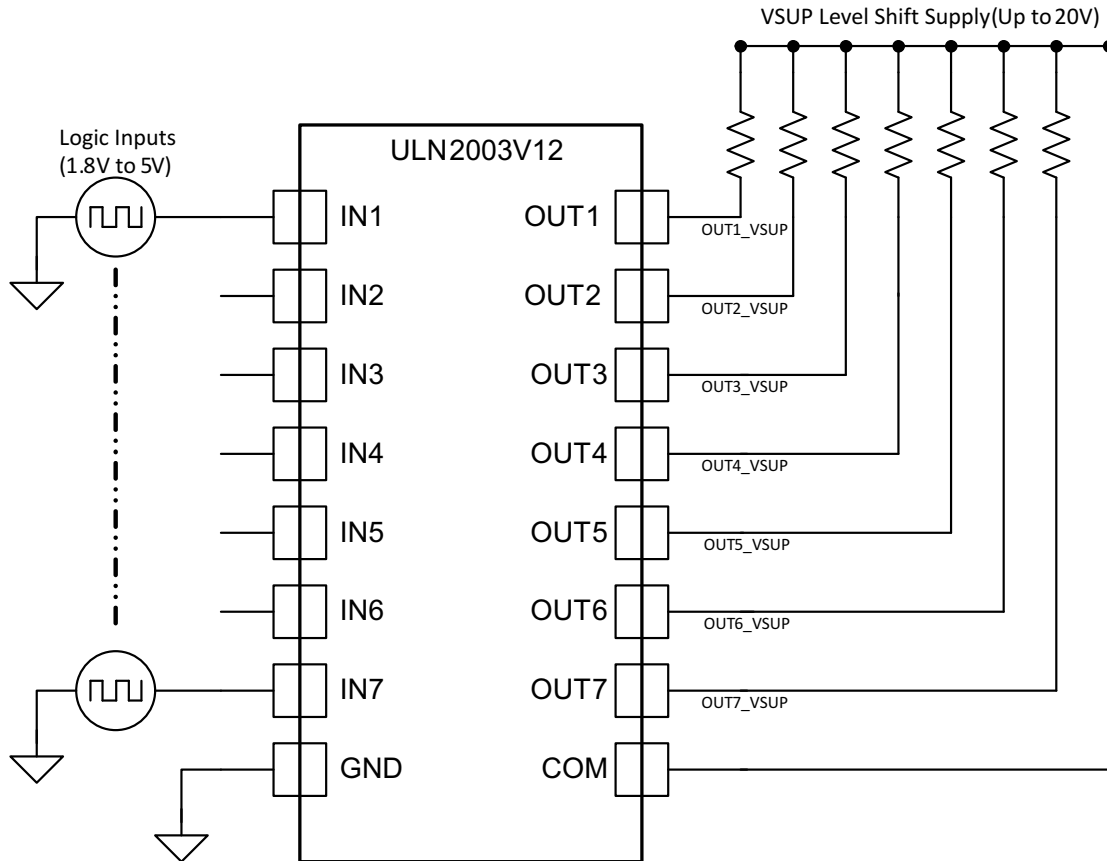 VSUP Level Shift Supply(Up to 20V)
Logic Inputs
(1.8V to 5V)
ULN2003V12
IN1
OUT1
OUT1_VSUP
IN2
OUT2
OUT2_VSUP
IN3
OUT3
OUT3_VSUP
IN4
OUT4
OUT4_VSUP
IN5
OUT5
OUT5_VSUP
IN6
OUT6
OUT6_VSUP
IN7
OUT7
OUT7_VSUP
GND
COM